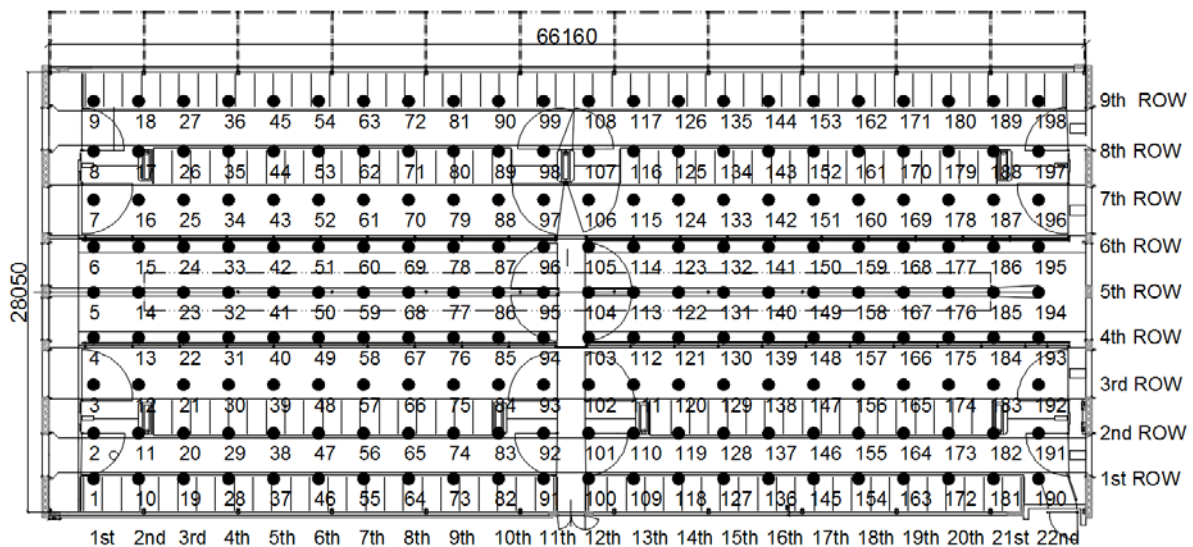 66160
9th ROW
9 18 27 36 45 54 63 72 81 90 99 108 117 126 135 144 153 162 171 180 189 198
8th ROW
8 17 26 35 44 53 62 71 80 89 98 107 116 125 134 143 152 161 170 179 188 197
7th ROW
7 16 25 34 43 52 61 70 79 88 97 106 115 124 133 142 151 160 169 178 187 196
6th ROW
6 15 24 33 42 51 60 69 78 87 96 105 114 123 132 141 150 159 168 177 186 195
28050
5th ROW
5 14 23 32 41 50 59 68 77 86 95 104 113 122 131 140 149 158 167 176 185 194
4th ROW
4 13 22 31 40 49 58 67 76 85 94 103 112 121 130 139 148 157 166 175 184 193
3rd ROW
3 12 21 30 39 48 57 66 75 84 93 102 111 120 129 138 147 156 165 174 183 192
2nd ROW
2 11 20 29 38 47 56 65 74 83 92 101 110 119 128 137 146 155 164 173 182 191
1st ROW
1 10 19 28 37 46 55 64 73 82 91 100 109 118 127 136 145 154 163 172 181 190
1st 2nd 3rd 4th 5th 6th 7th 8th 9th 10th 11th 12th 13th 14th 15th 16th 17th 18th 19th 20th 21st 22nd